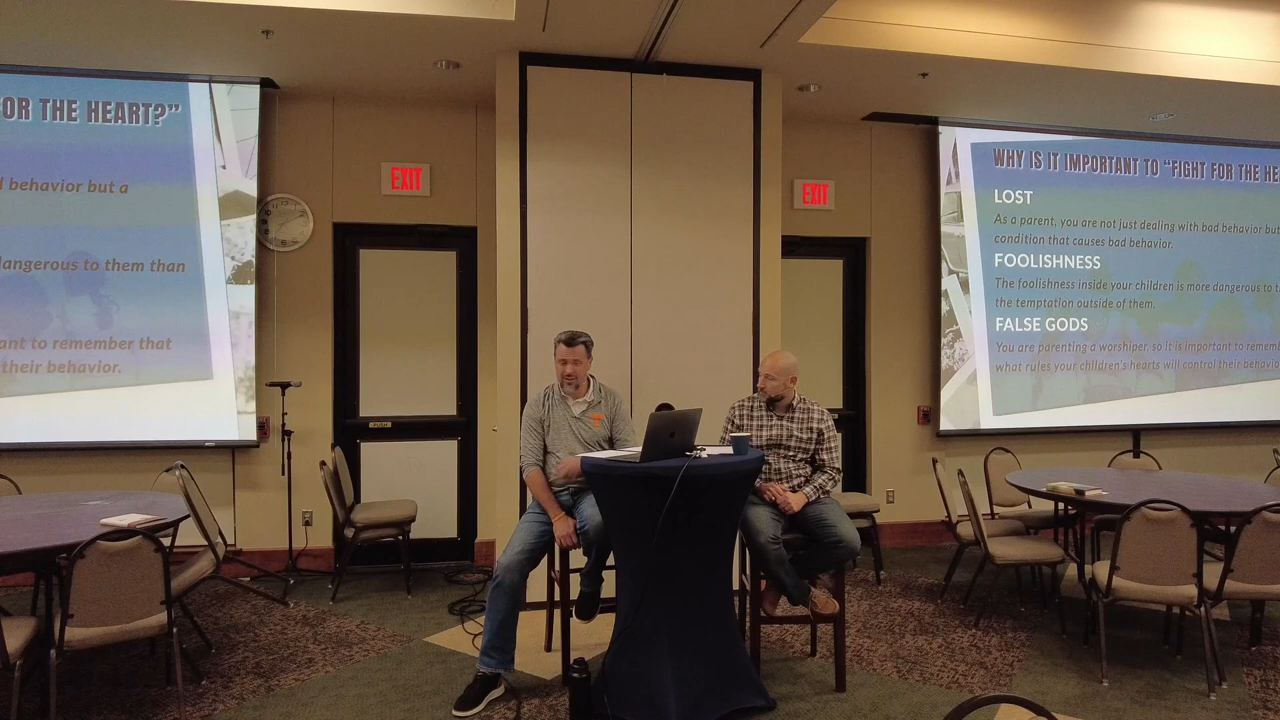 OR THE HEART?"
behavior but a
dangerous to them than
ant to remember that
their behavior.
EXIT
PUSH
EXIT
WHY IS IT IMPORTANT TO "FIGHT FOR THE HE
LOST
As a parent, you are not just dealing with bad behavior but
condition that causes bad behavior.
FOOLISHNESS
The foolishness inside your children is more dangerous to
the temptation outside of them.
FALSE GODS
You are parenting a worshiper, so it is important to rememb
what rules your children's hearts will control their behavio
T